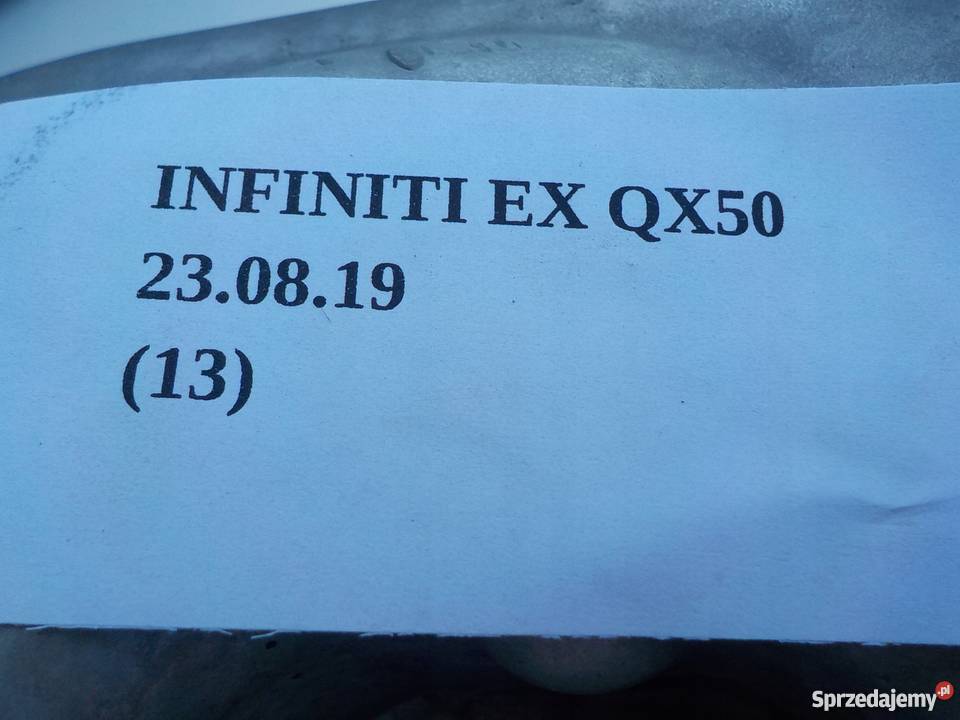 INFINITI EX QX50
23.08.19
(13)
Sprzedajemy.pl